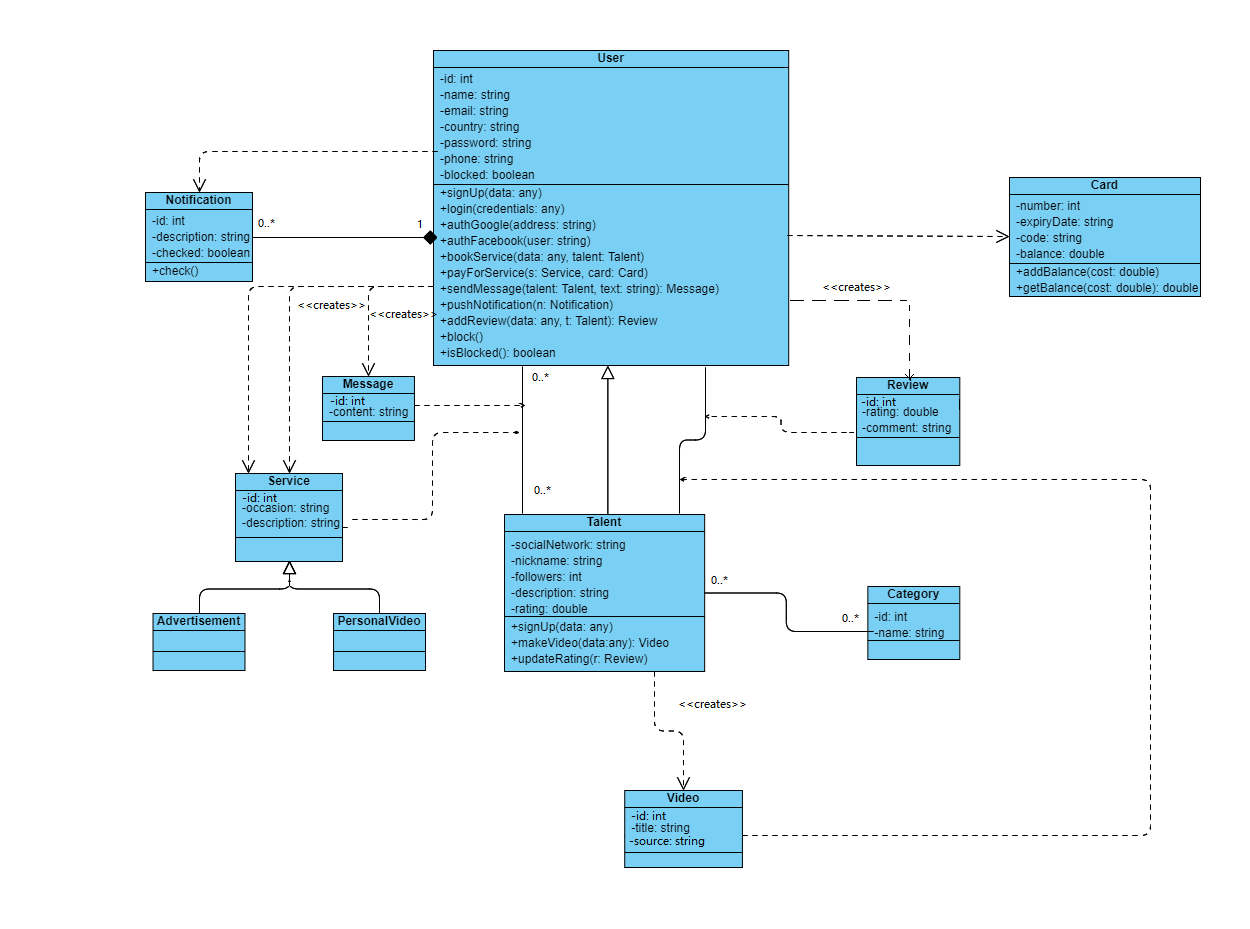 User
-id: int
-name: string
-email: string
-country: string
-password: string
-phone: string
-blocked: boolean
+signUp(data: any)
+login(credentials: any)
+authGoogle(address: string)
+authFacebook(user: string)
+bookService(data: any, talent: Talent)
+payForService(s: Service, card: Card)
+sendMessage(talent: Talent, text: string): Message)
+pushNotification(n: Notification)
+addReview(data: any, t: Talent): Review
+block()
+isBlocked(): boolean
Notification
-id: int
-description: string
-checked: boolean
+check()
0..*
1
Card
-number: int
-expiryDate: string
-code: string
-balance: double
+addBalance(cost: double)
+getBalance(cost: double): double
<<creates>>
<<creates>>
<<creates>>
Message
-id: int
-content: string
0..*
0..*
Review
-id: int
-rating: double
-comment: string
Service
-id: int
-occasion: string
-description: string
Advertisement
PersonalVideo
Talent
-socialNetwork: string
-nickname: string
-followers: int
-description: string
-rating: double
+signUp(data: any)
+makeVideo(data:any): Video
+updateRating(r: Review)
0..*
0..*
Category
-id: int
-name: string
<<creates>>
Video
-id: int
-title: string
-source: string